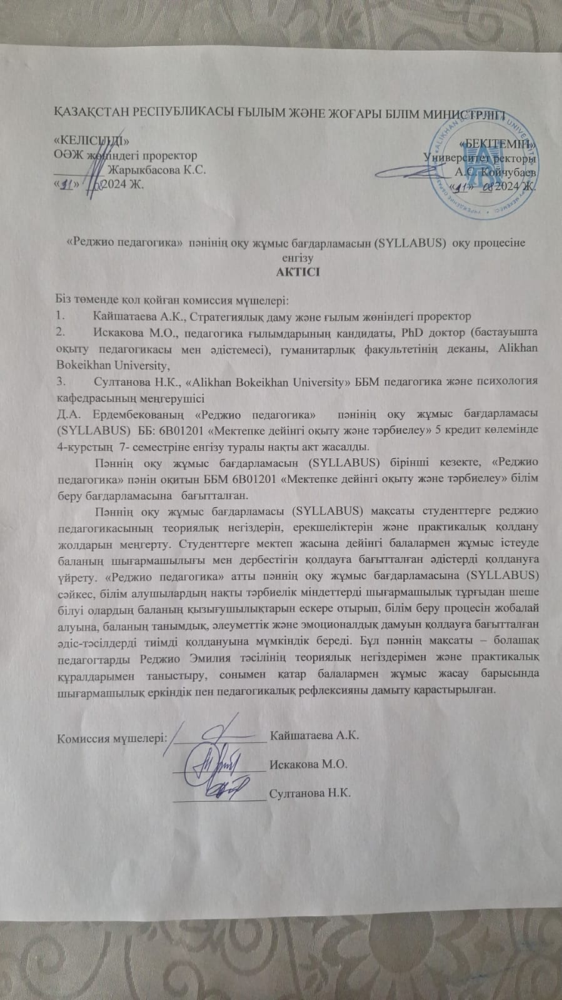 ҚАЗАҚСТАН РЕСПУБЛИКАСЫ ҒЫЛЫМ ЖӘНЕ ЖОҒАРЫ БІЛІМ МИНИСТРЛІГІ
«КЕЛІСІЛДІ»
ОӘЖ жөніндегі проректор
Жарыкбасова К.С.
«31» 08 2024 Ж.
«БЕКІТЕМІН»
Университет ректоры
А.С. Койчубаев
«31» 08 2024 Ж.
«Реджио педагогика» пәнінің оқу жұмыс бағдарламасын (SYLLABUS) оқу процесіне
енгізу
АКТІСІ
Біз төменде қол қойған комиссия мүшелері:
1. Кайшатаева А.К., Стратегиялық даму және ғылым жөніндегі проректор
2. Искакова М.О., педагогика ғылымдарының кандидаты, PhD доктор (бастауышта
оқыту педагогикасы мен әдістемесі), гуманитарлық факультетінің деканы, Alikhan
Bokeikhan University,
3. Султанова Н.К., «Alikhan Bokeikhan University» ББМ педагогика және психология
кафедрасының меңгерушісі
Д.А. Ердембекованың «Реджио педагогика» пәнінің оқу жұмыс бағдарламасы
(SYLLABUS) ББ: 6В01201 «Мектепке дейінгі оқыту және тәрбиелеу» 5 кредит көлемінде
4-курстың 7- семестріне енгізу туралы нақты акт жасалды.
Пәннің оқу жұмыс бағдарламасын (SYLLABUS) бірінші кезекте, «Реджио
педагогика» пәнін оқитын ББМ 6В01201 «Мектепке дейінгі оқыту және тәрбиелеу» білім
беру бағдарламасына бағытталған.
Пәннің оқу жұмыс бағдарламасы (SYLLABUS) мақсаты студенттерге реджио
педагогикасының теориялық негіздерін, ерекшеліктерін және практикалық қолдану
жолдарын меңгерту. Студенттерге мектеп жасына дейінгі балалармен жұмыс істеуде
баланың шығармашылығы мен дербестігін қолдауға бағытталған әдістерді қолдануға
үйрету. «Реджио педагогика» атты пәннің оқу жұмыс бағдарламасына (SYLLABUS)
сәйкес, білім алушылардың нақты тәрбиелік міндеттерді шығармашылық тұрғыдан шеше
білуі олардың баланың қызығушылықтарын ескере отырып, білім беру процесін жобалай
алуына, баланың танымдық, әлеуметтік және эмоционалдық дамуын қолдауға бағытталған
әдіс-тәсілдерді тиімді қолдануына мүмкіндік береді. Бұл пәннің мақсаты – болашақ
педагогтарды Реджио Эмилия тәсілінің теориялық негіздерімен және практикалық
құралдарымен таныстыру, сонымен қатар балалармен жұмыс жасау барысында
шығармашылық еркіндік пен педагогикалық рефлексияны дамыту қарастырылған.
Комиссия мүшелері: Кайшатаева А.К.
Искакова М.О.
Султанова Н.К.